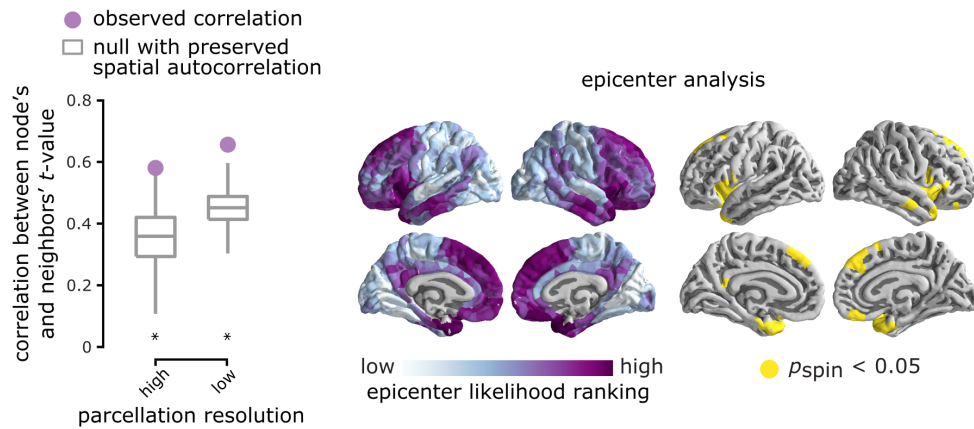 observed correlation
null with preserved
spatial autocorrelation
correlation between node's
and neighbors' t-value
0.8
0.6
0.4
0.2
0
*
*
high
low
parcellation resolution
epicenter analysis
low
high
epicenter likelihood ranking
pspin < 0.05